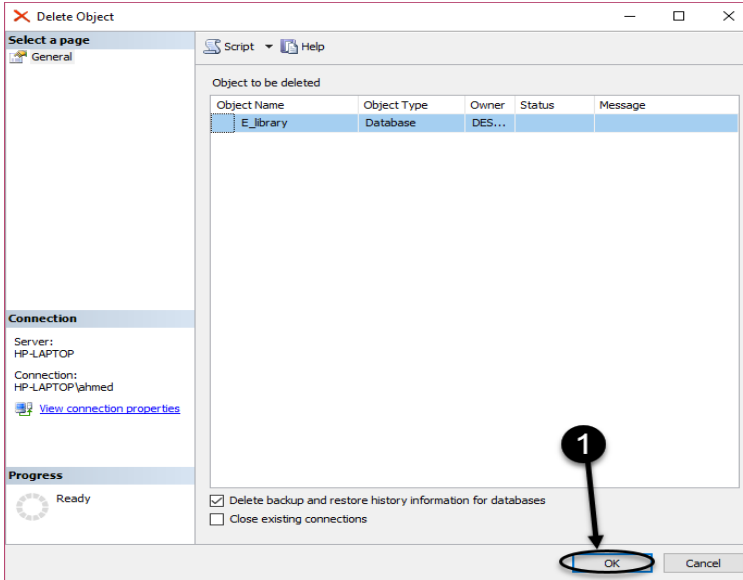 Delete Object
Select a page
General
Script Help
Object to be deleted
Object Name Object Type Owner Status Message
E_library Database DES...
Connection
Server:
HP-LAPTOP
Connection:
HP-LAPTOP\ahmed
View connection properties
Progress
Ready
Delete backup and restore history information for databases
Close existing connections
1
OK Cancel